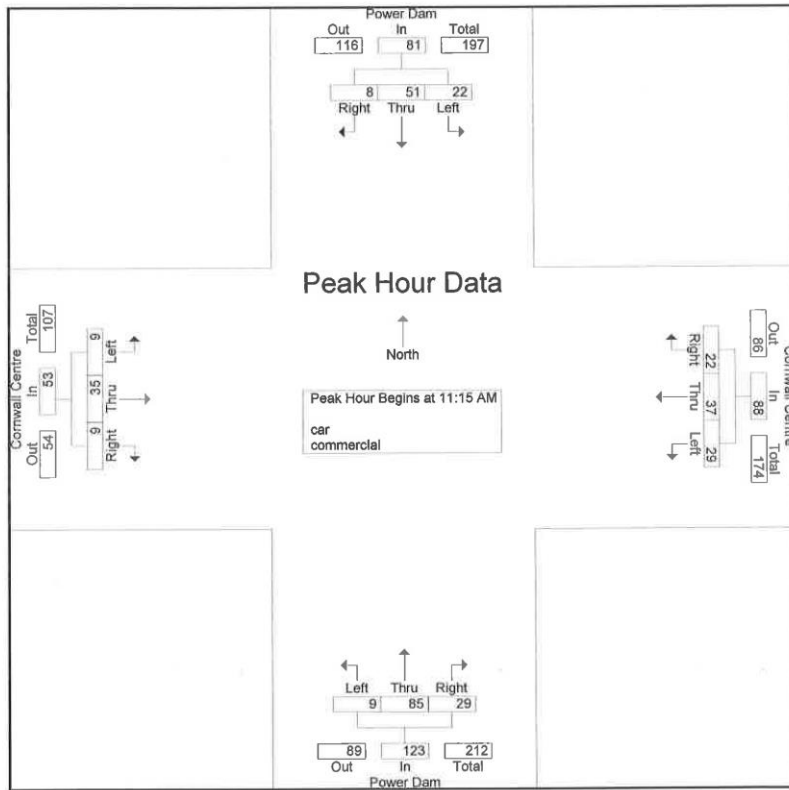 Power Dam
Out In Total
116 81 197
8 51 22
Right Thru Left
Peak Hour Data
North
Peak Hour Begins at 11:15 AM
car
commercial
Cornwall Centre
Out In Total
54 53 107
9 35 9
Left Thru Right
Cornwall Centre
Out In Total
86 88 174
22 37 29
Right Thru Left
Left Thru Right
9 85 29
89 123 212
Out In Total
Power Dam